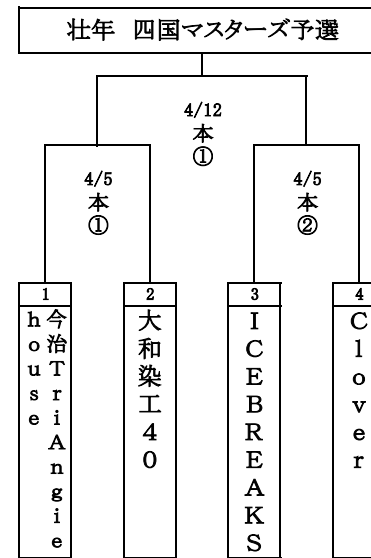 壮年 四国マスターズ予選
4/12
本
①
4/5
本
①
4/5
本
②
1
2
3
4
今治TriAngie
house
大和染工40
ICEBREAKS
Clover